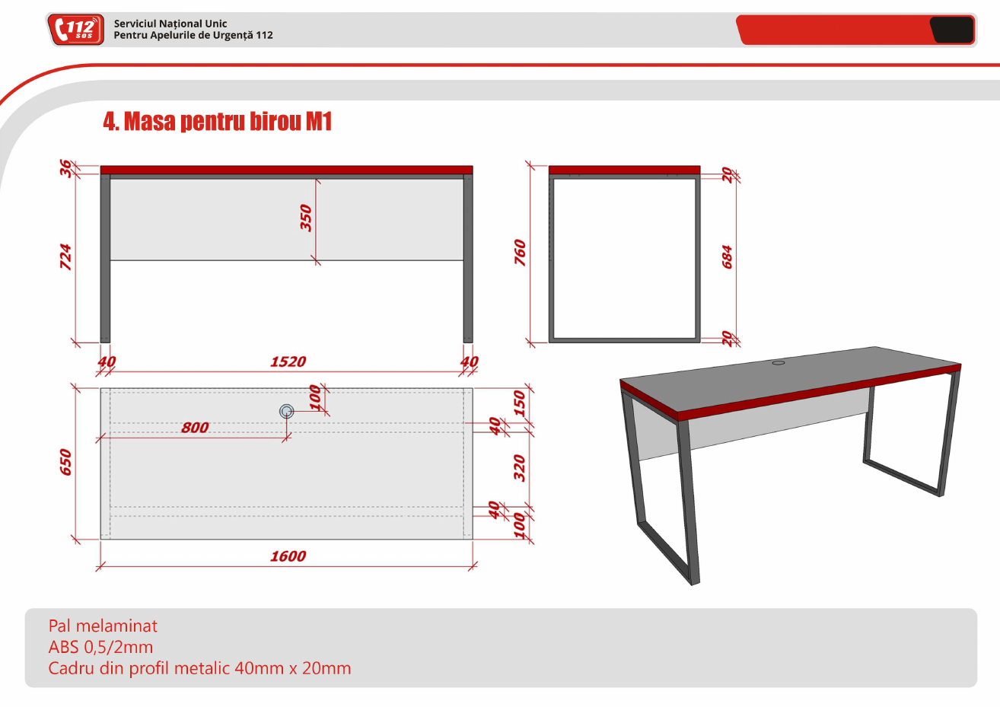 112
SOS
Serviciul Național Unic
Pentru Apelurile de Urgență 112
4. Masa pentru birou M1
36
724
350
40
1520
40
760
20
684
20
650
800
100
150
40
320
40
100
1600
Pal melaminat
ABS 0,5/2mm
Cadru din profil metalic 40mm x 20mm